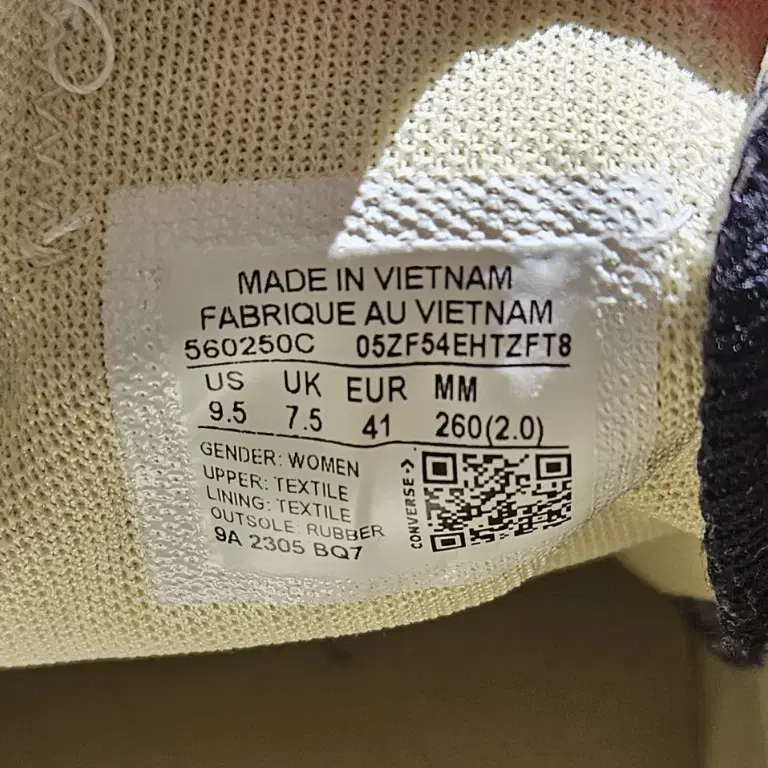 MADE IN VIETNAM
FABRIQUE AU VIETNAM
560250C 05ZF54EHTZFT8
US UK EUR MM
9.5 7.5 41 260(2.0)
GENDER: WOMEN
UPPER: TEXTILE
LINING: TEXTILE
OUTSOLE: RUBBER
9A 2305 BQ7
CONVERSE->